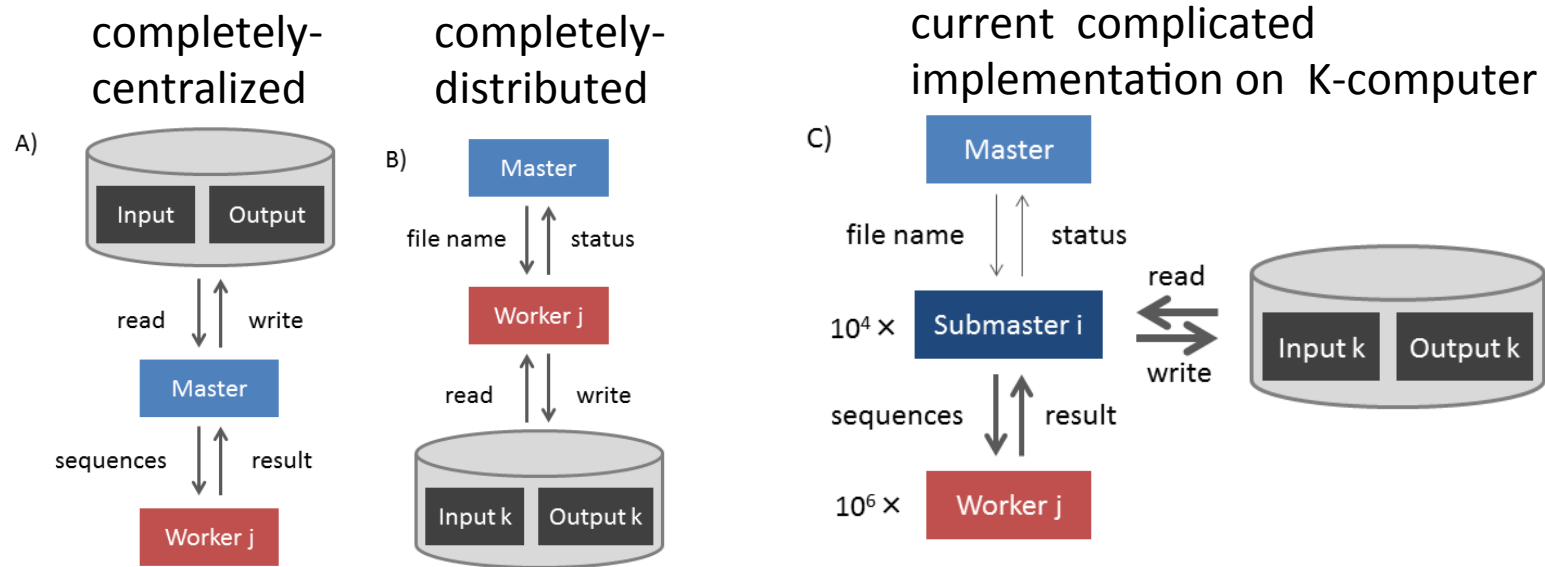 completely-
centralized
A)
Input Output
read write
Master
sequences result
Worker j
completely-
distributed
B)
Master
file name status
Worker j
read write
Input k Output k
current complicated
implementation on K-computer
C)
Master
file name status
10⁴ × Submaster i
read
write
Input k Output k
sequences result
10⁶ × Worker j